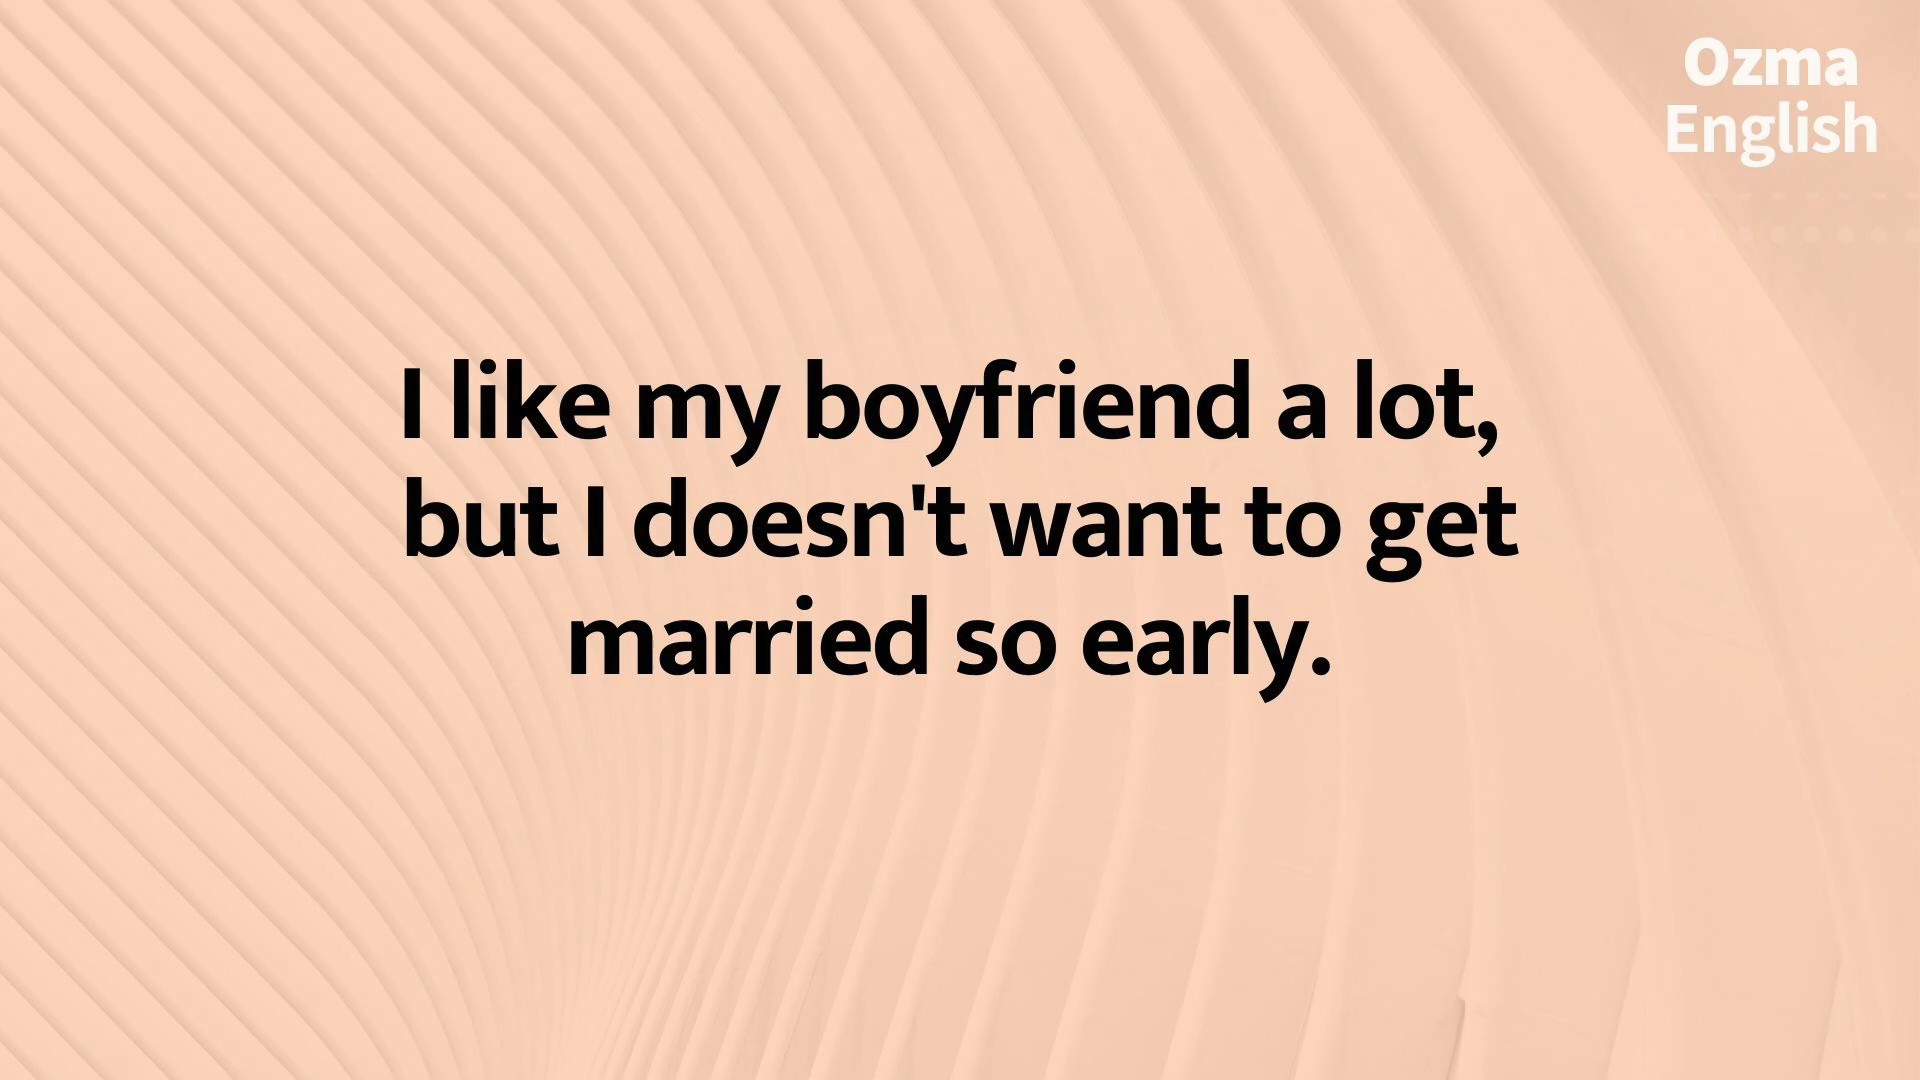 Ozma
English
I like my boyfriend a lot,
but I doesn't want to get
married so early.